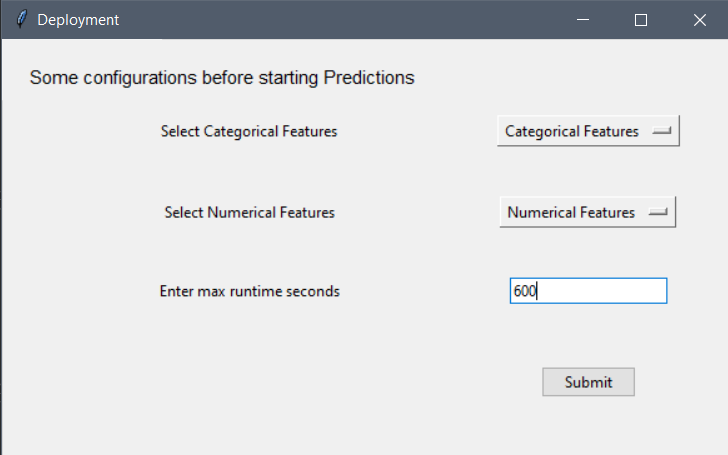 Deployment
Some configurations before starting Predictions
Select Categorical Features Categorical Features
Select Numerical Features Numerical Features
Enter max runtime seconds 600
Submit